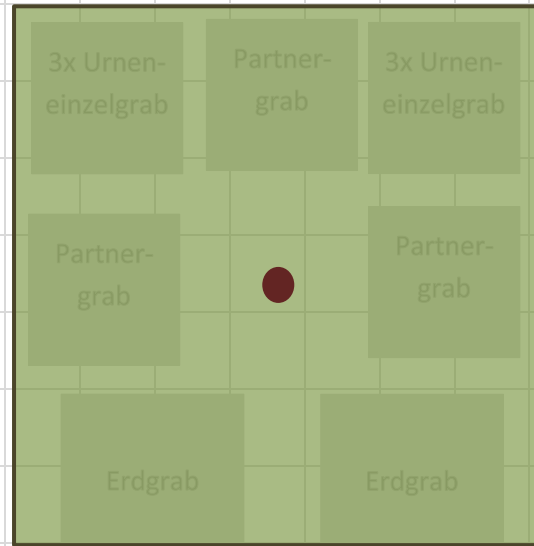 3x Urnen-
einzelgrab
Partner-
grab
3x Urnen-
einzelgrab
Partner-
grab
Partner-
grab
Erdgrab
Erdgrab